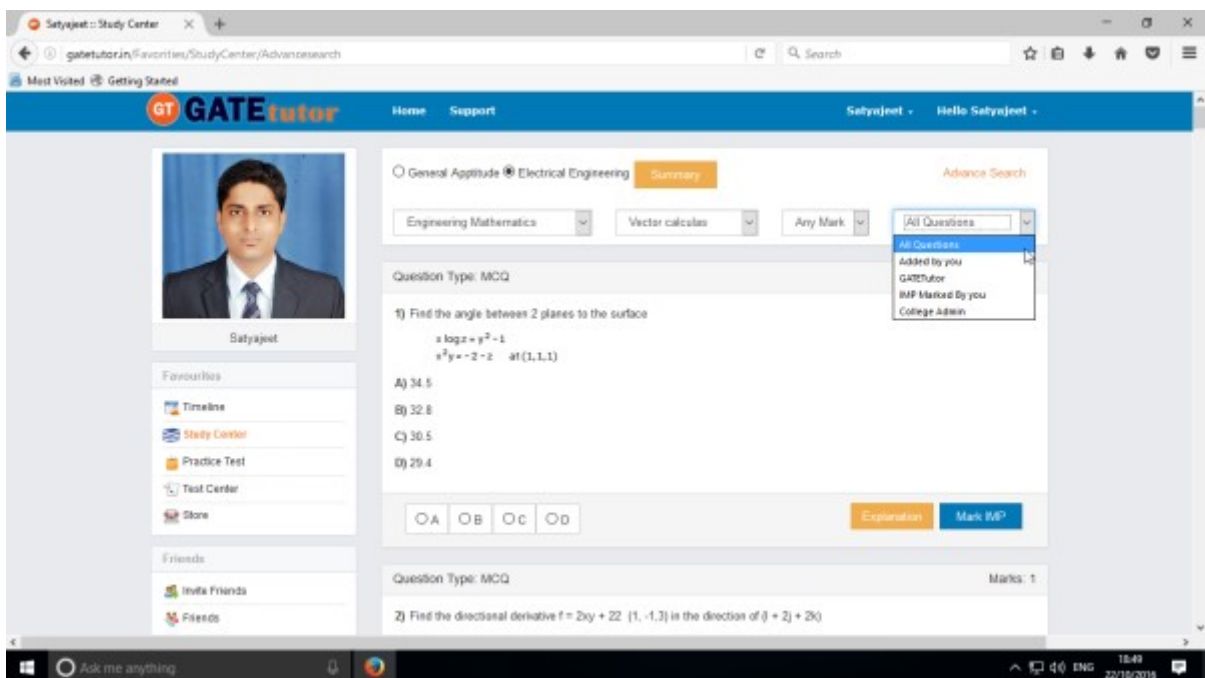 Satyajeet :: Study Center
gatetutor.in/Favorities/StudyCenter/Advancesearch
Search
Most Visited Getting Started
GT GATEtutor Home Support Satyajeet Hello Satyajeet
General Apptitude Electrical Engineering Summary Advance Search
Engineering Mathematics Vector calculas Any Mark All Questions
All Questions
Added by you
GATETutor
IMP Marked By you
College Admin
Question Type: MCQ
1) Find the angle between 2 planes to the surface
x log z = y² - 1
x²y = - 2 - z at (1,1,1)
A) 34.5
B) 32.8
C) 30.5
D) 29.4
A B C D
Explanation Mark IMP
Question Type: MCQ Marks: 1
2) Find the directional derivative f = 2xy + 22 (1, -1,3) in the direction of (i + 2j + 2k)
Satyajeet
Favourites
Timeline
Study Center
Practice Test
Test Center
Store
Friends
Invite Friends
Friends
Ask me anything
ENG
18:49
22/10/2016